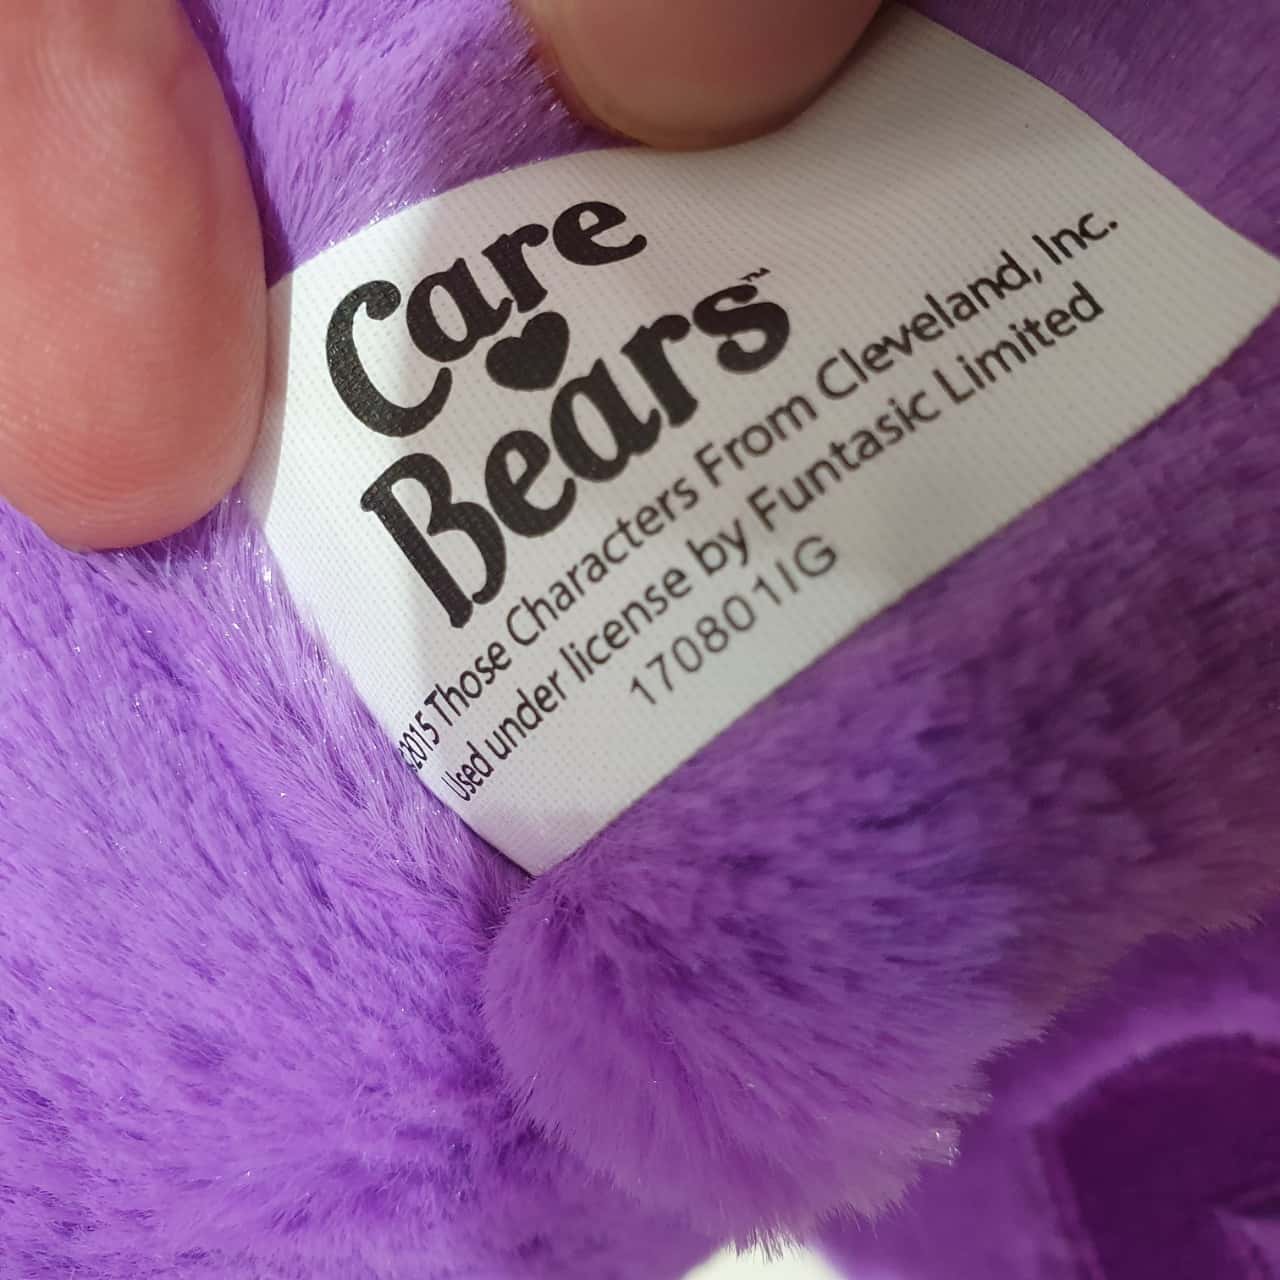 Care
Bears™
©2015 Those Characters From Cleveland, Inc.
Used under license by Funtasic Limited
170801IG